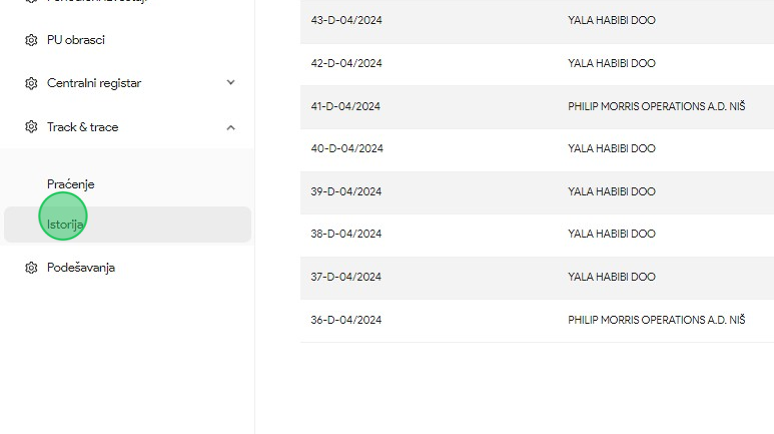 PU obrasci
Centralni registar
Track & trace
Praćenje
Istorija
Podešavanja
43-D-04/2024 YALA HABIBI DOO
42-D-04/2024 YALA HABIBI DOO
41-D-04/2024 PHILIP MORRIS OPERATIONS A.D. NIŠ
40-D-04/2024 YALA HABIBI DOO
39-D-04/2024 YALA HABIBI DOO
38-D-04/2024 YALA HABIBI DOO
37-D-04/2024 YALA HABIBI DOO
36-D-04/2024 PHILIP MORRIS OPERATIONS A.D. NIŠ